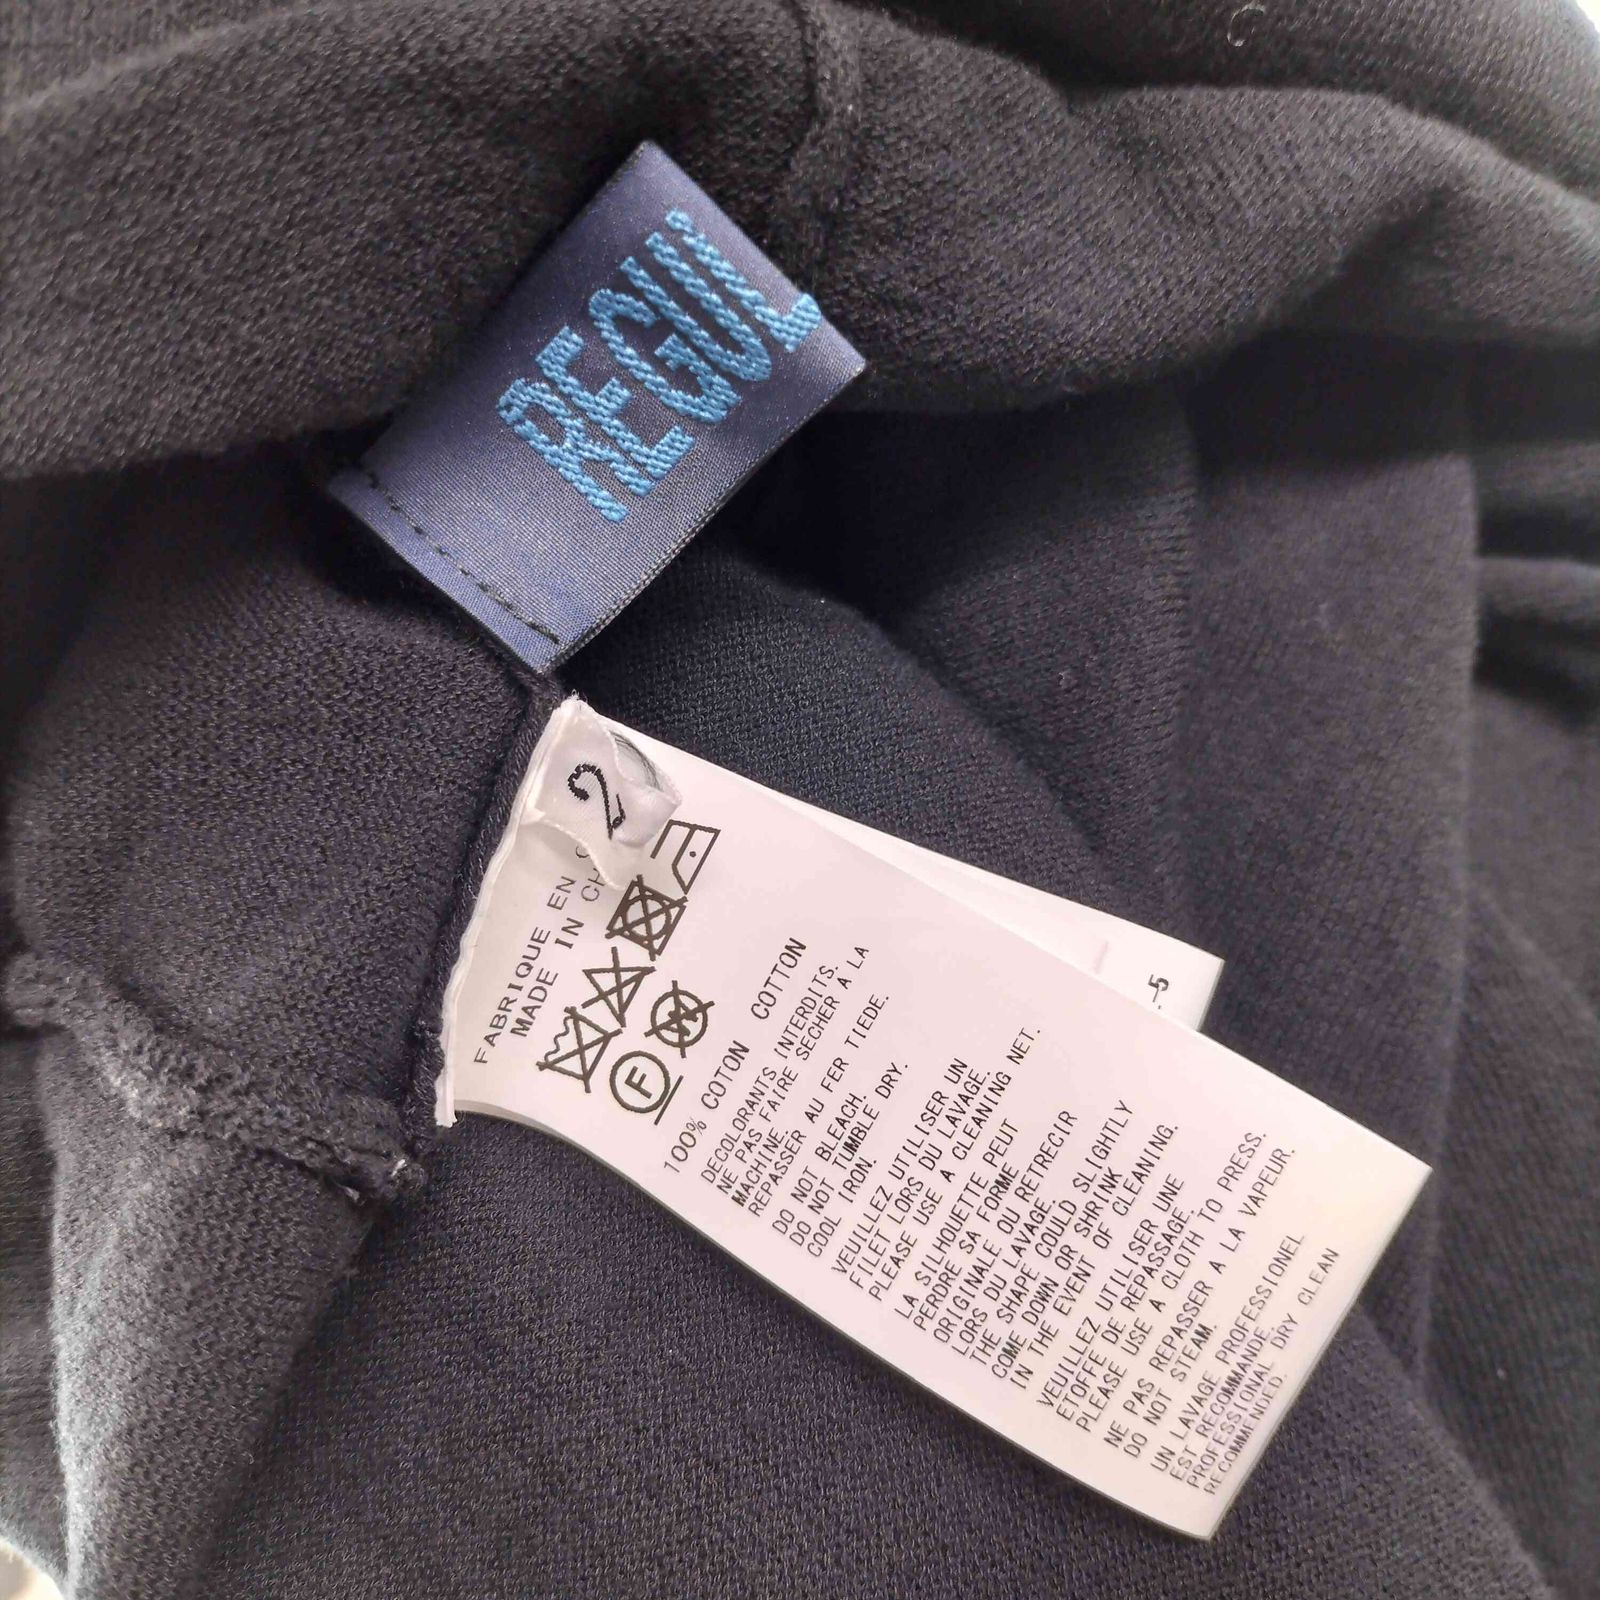 REGUL
2
FABRIQUE EN
MADE IN
F
W
100% COTON COTTON
DECOLORANTS INTERDITS.
NE PAS FAIRE SECHER À LA
MACHINE
REPASSER AU FER TIEDE.
DO NOT BLEACH.
DO NOT TUMBLE DRY.
COOL IRON.
VEUILLEZ UTILISER UN
FILET LORS DU LAVAGE.
PLEASE USE A CLEANING NET.
LA SILHOUETTE PEUT
PERDRE SA FORME
ORIGINALE OU RETRECIR
LORS DU LAVAGE.
THE SHAPE COULD SLIGHTLY
COME DOWN OR SHRINK
IN THE EVENT OF CLEANING.
VEUILLEZ UTILISER UNE
ETOFFE DE REPASSAGE.
PLEASE USE A CLOTH TO PRESS.
NE PAS REPASSER A LA VAPEUR.
DO NOT STEAM.
UN LAVAGE PROFESSIONEL
EST RECOMMANDE.
PROFESSIONAL DRY CLEAN
RECOMMENDED.
5